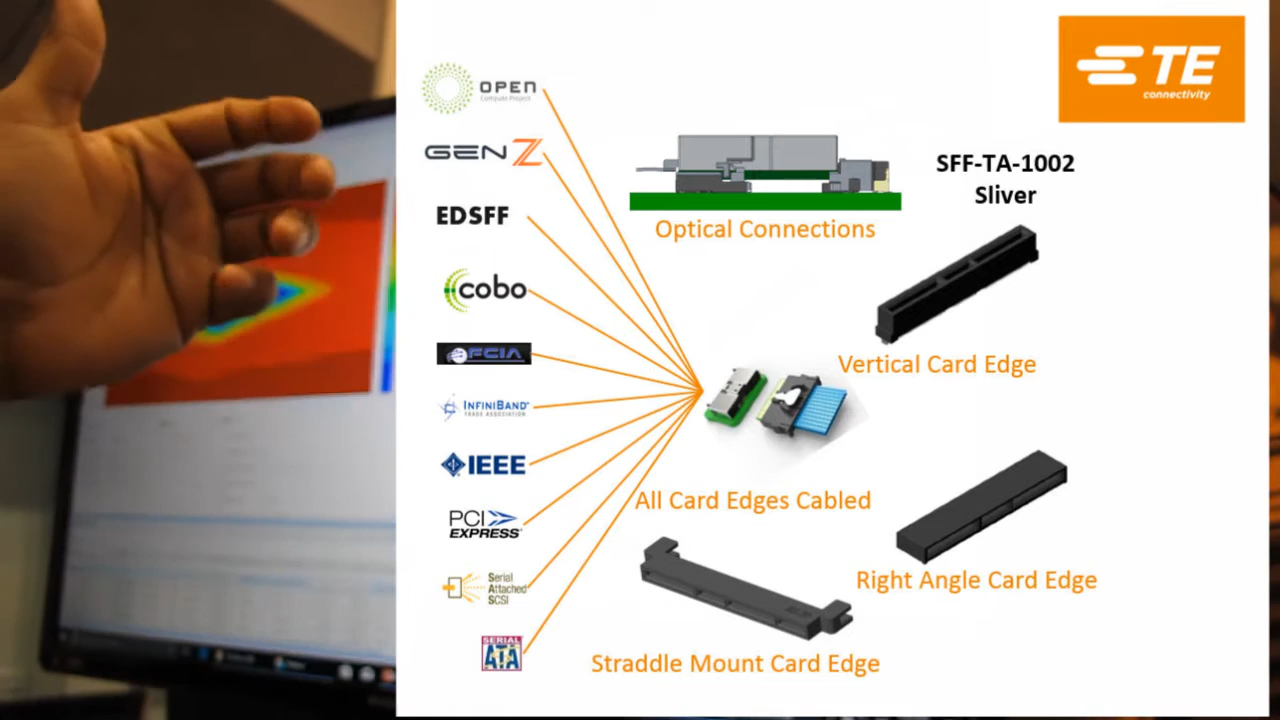 OPEN
Compute Project
GEN Z
EDSFF
cobo
FCIA
INFINIBAND
TRADE ASSOCIATION
IEEE
PCI
EXPRESS
Serial
Attached
SCSI
SERIAL
ATA
TE
connectivity
SFF-TA-1002
Sliver
Optical Connections
Vertical Card Edge
All Card Edges Cabled
Right Angle Card Edge
Straddle Mount Card Edge